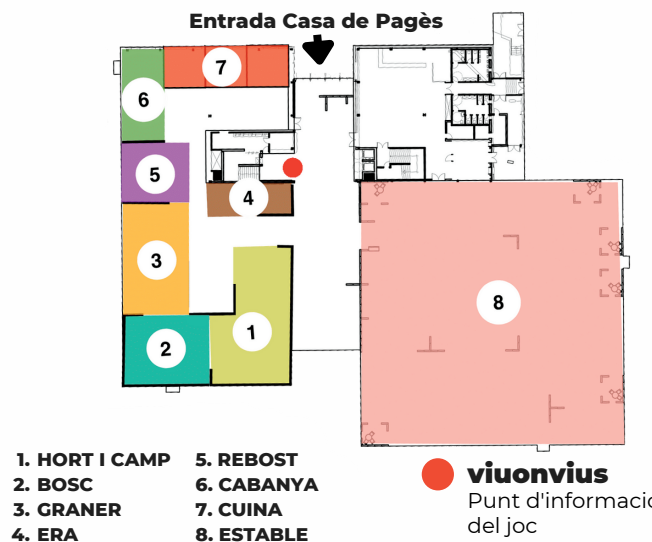 Entrada Casa de Pagès
7
6
5
4
3
8
1
2
1. HORT I CAMP
2. BOSC
3. GRANER
4. ERA
5. REBOST
6. CABANYA
7. CUINA
8. ESTABLE
viuonvius
Punt d'informació
del joc